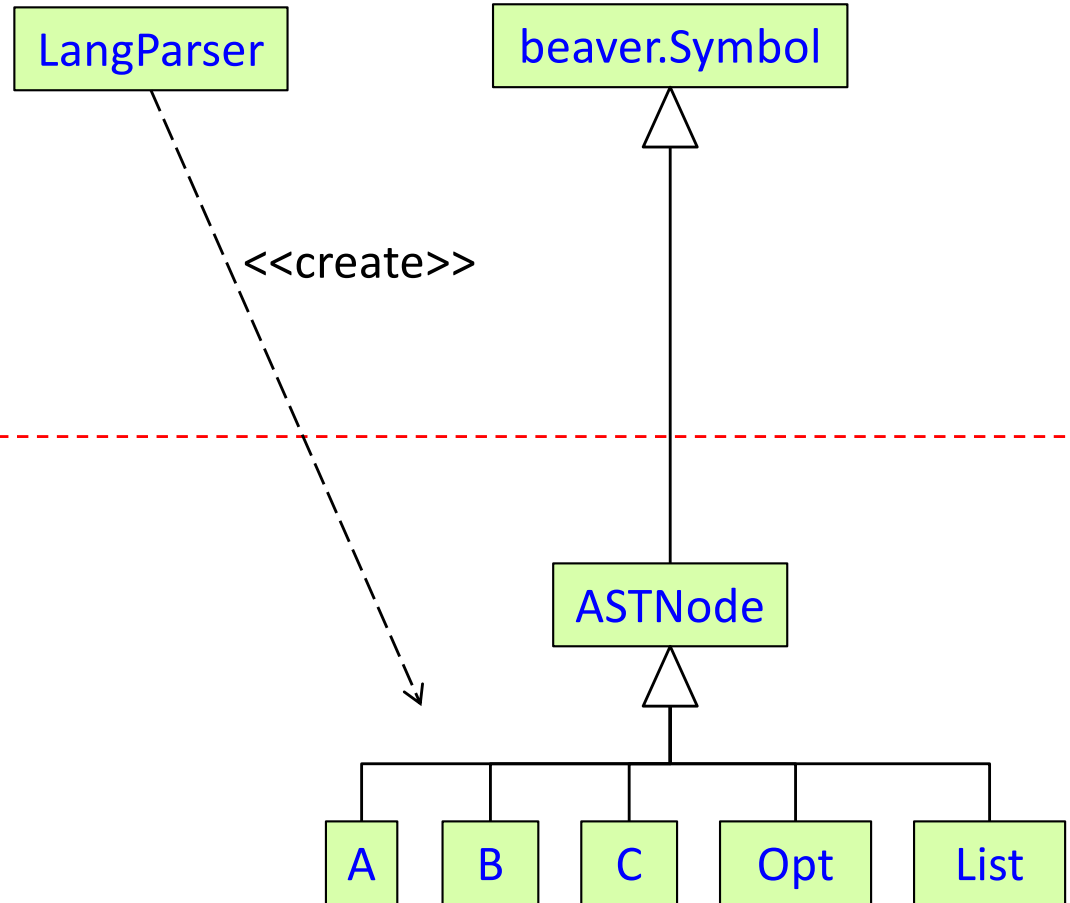 LangParser
beaver.Symbol
<<create>>
ASTNode
A
B
C
Opt
List